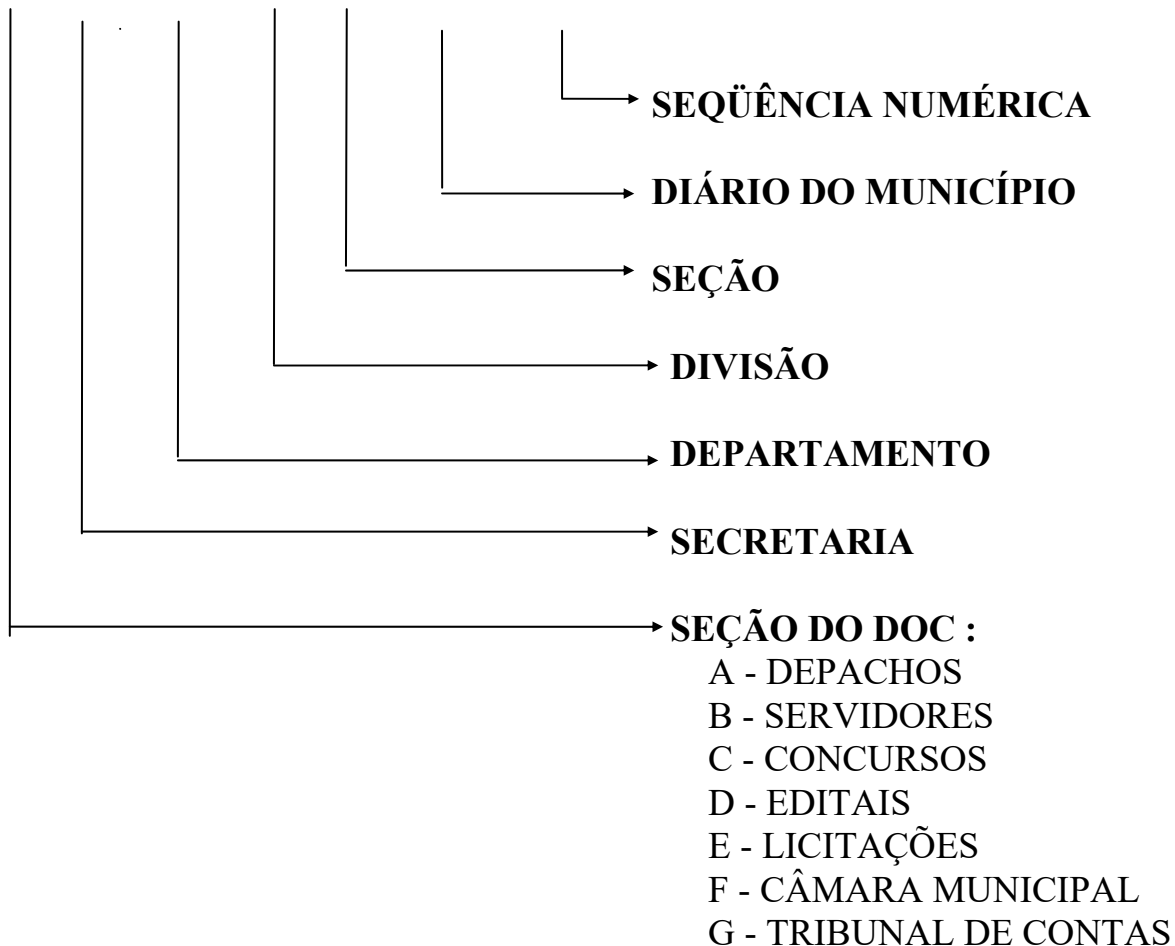 SEQÜÊNCIA NUMÉRICA
DIÁRIO DO MUNICÍPIO
SEÇÃO
DIVISÃO
DEPARTAMENTO
SECRETARIA
SEÇÃO DO DOC :
A - DEPACHOS
B - SERVIDORES
C - CONCURSOS
D - EDITAIS
E - LICITAÇÕES
F - CÂMARA MUNICIPAL
G - TRIBUNAL DE CONTAS